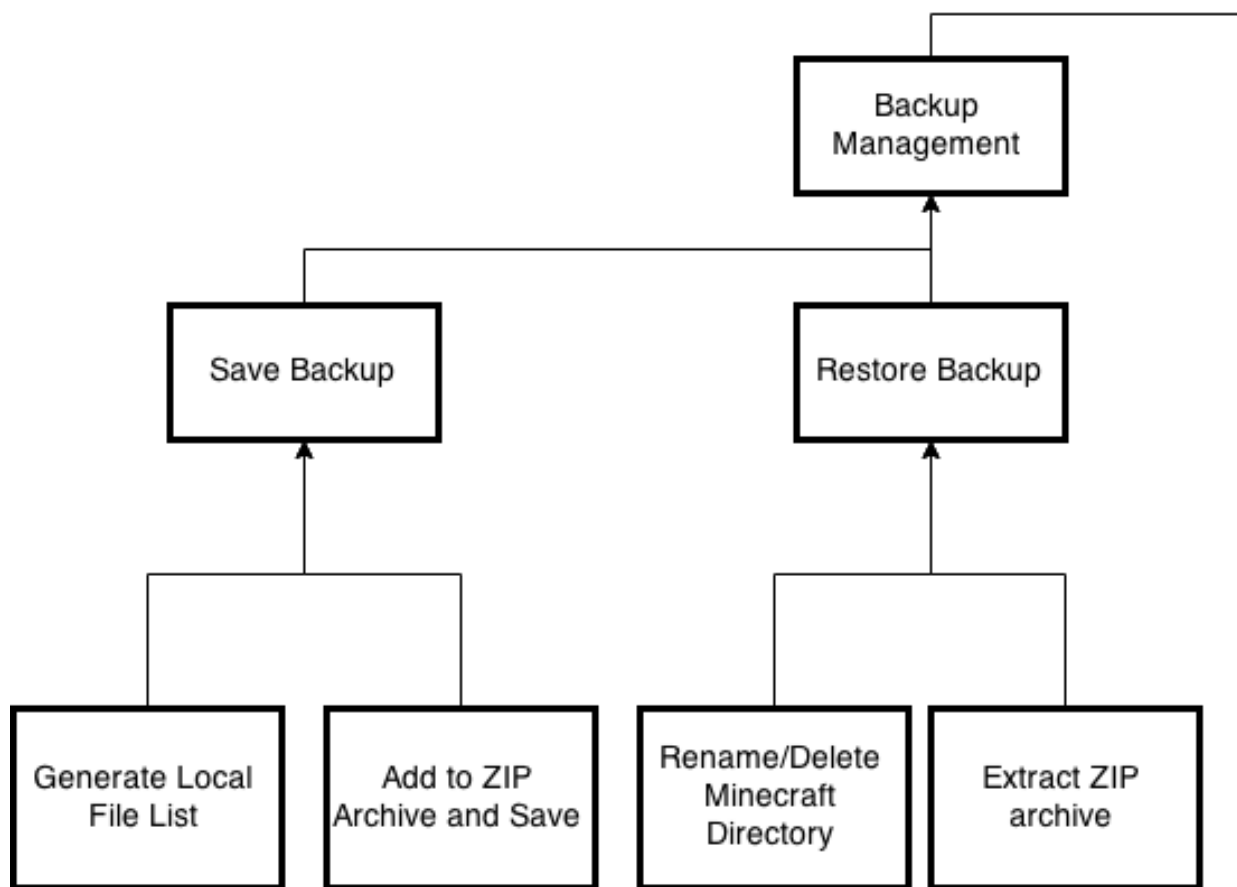 Backup
Management
Save Backup
Restore Backup
Generate Local
File List
Add to ZIP
Archive and Save
Rename/Delete
Minecraft
Directory
Extract ZIP
archive